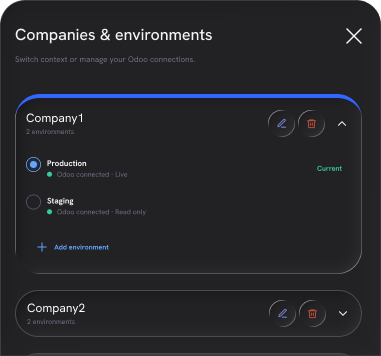 Companies & environments
Switch context or manage your Odoo connections.
Company1
2 environments
Production
Odoo connected · Live
Current
Staging
Odoo connected · Read only
Add environment
Company2
2 environments